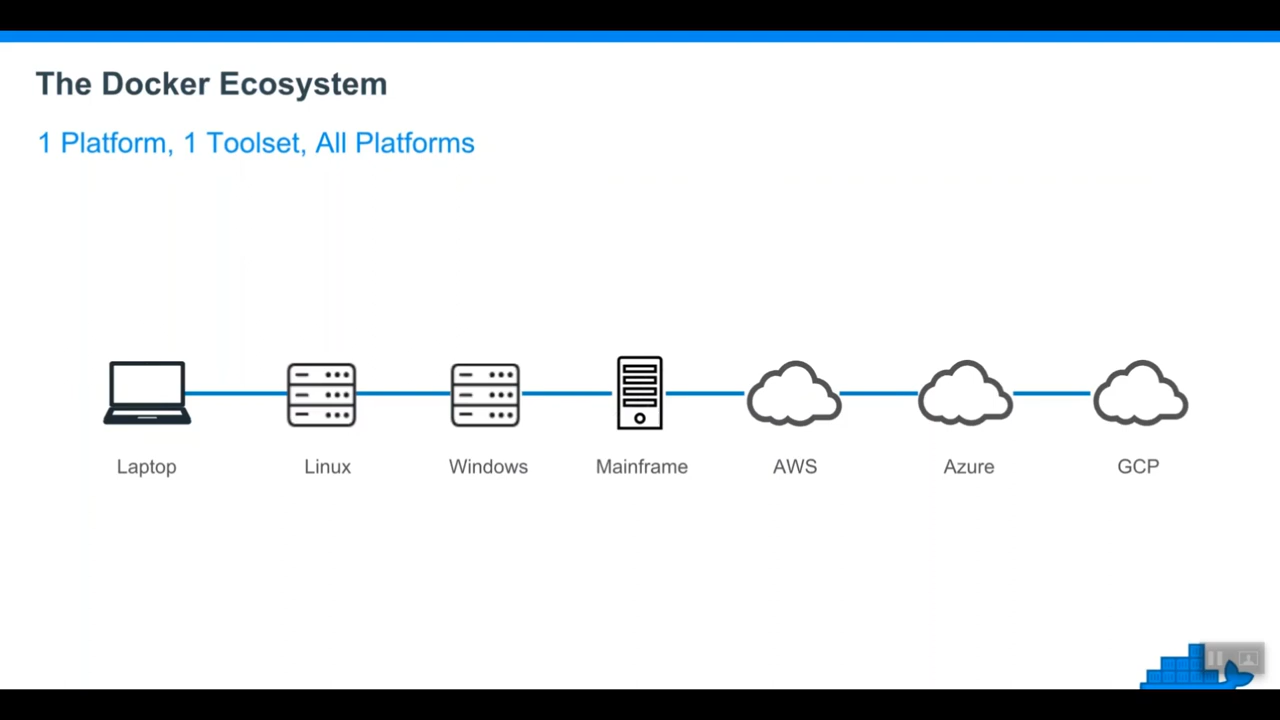 The Docker Ecosystem
1 Platform, 1 Toolset, All Platforms
Laptop Linux Windows Mainframe AWS Azure GCP